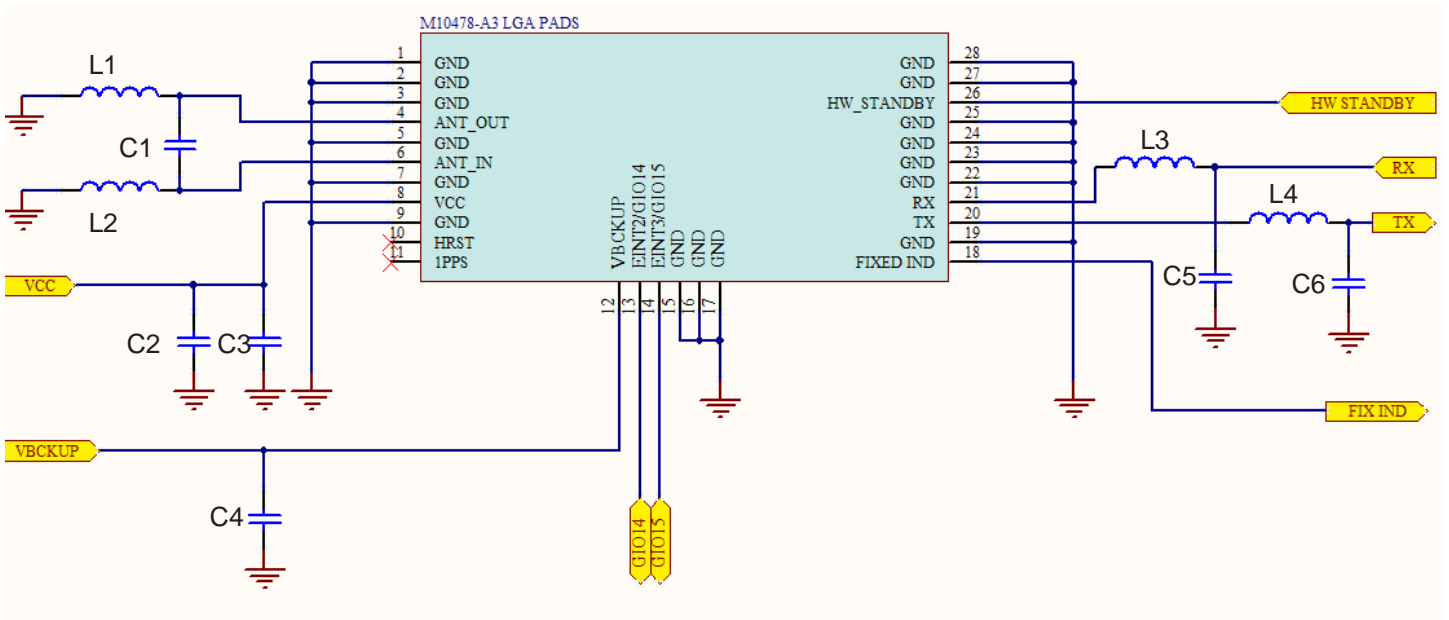 M10478-A3 LGA PADS
1 GND
2 GND
3 GND
4 ANT_OUT
5 GND
6 ANT_IN
7 GND
8 VCC
9 GND
10 HRST
11 1PPS
28 GND
27 GND
26 HW_STANDBY
25 GND
24 GND
23 GND
22 GND
21 RX
20 TX
19 GND
18 FIXED IND
VBCKUP 12
EINT2/GIO14 13
EINT3/GIO15 14
GND 15
GND 16
GND 17
L1
C1
L2
VCC
C2
C3
VBCKUP
C4
GIO14
GIO15
HW STANDBY
L3
RX
L4
TX
C5
C6
FIX IND